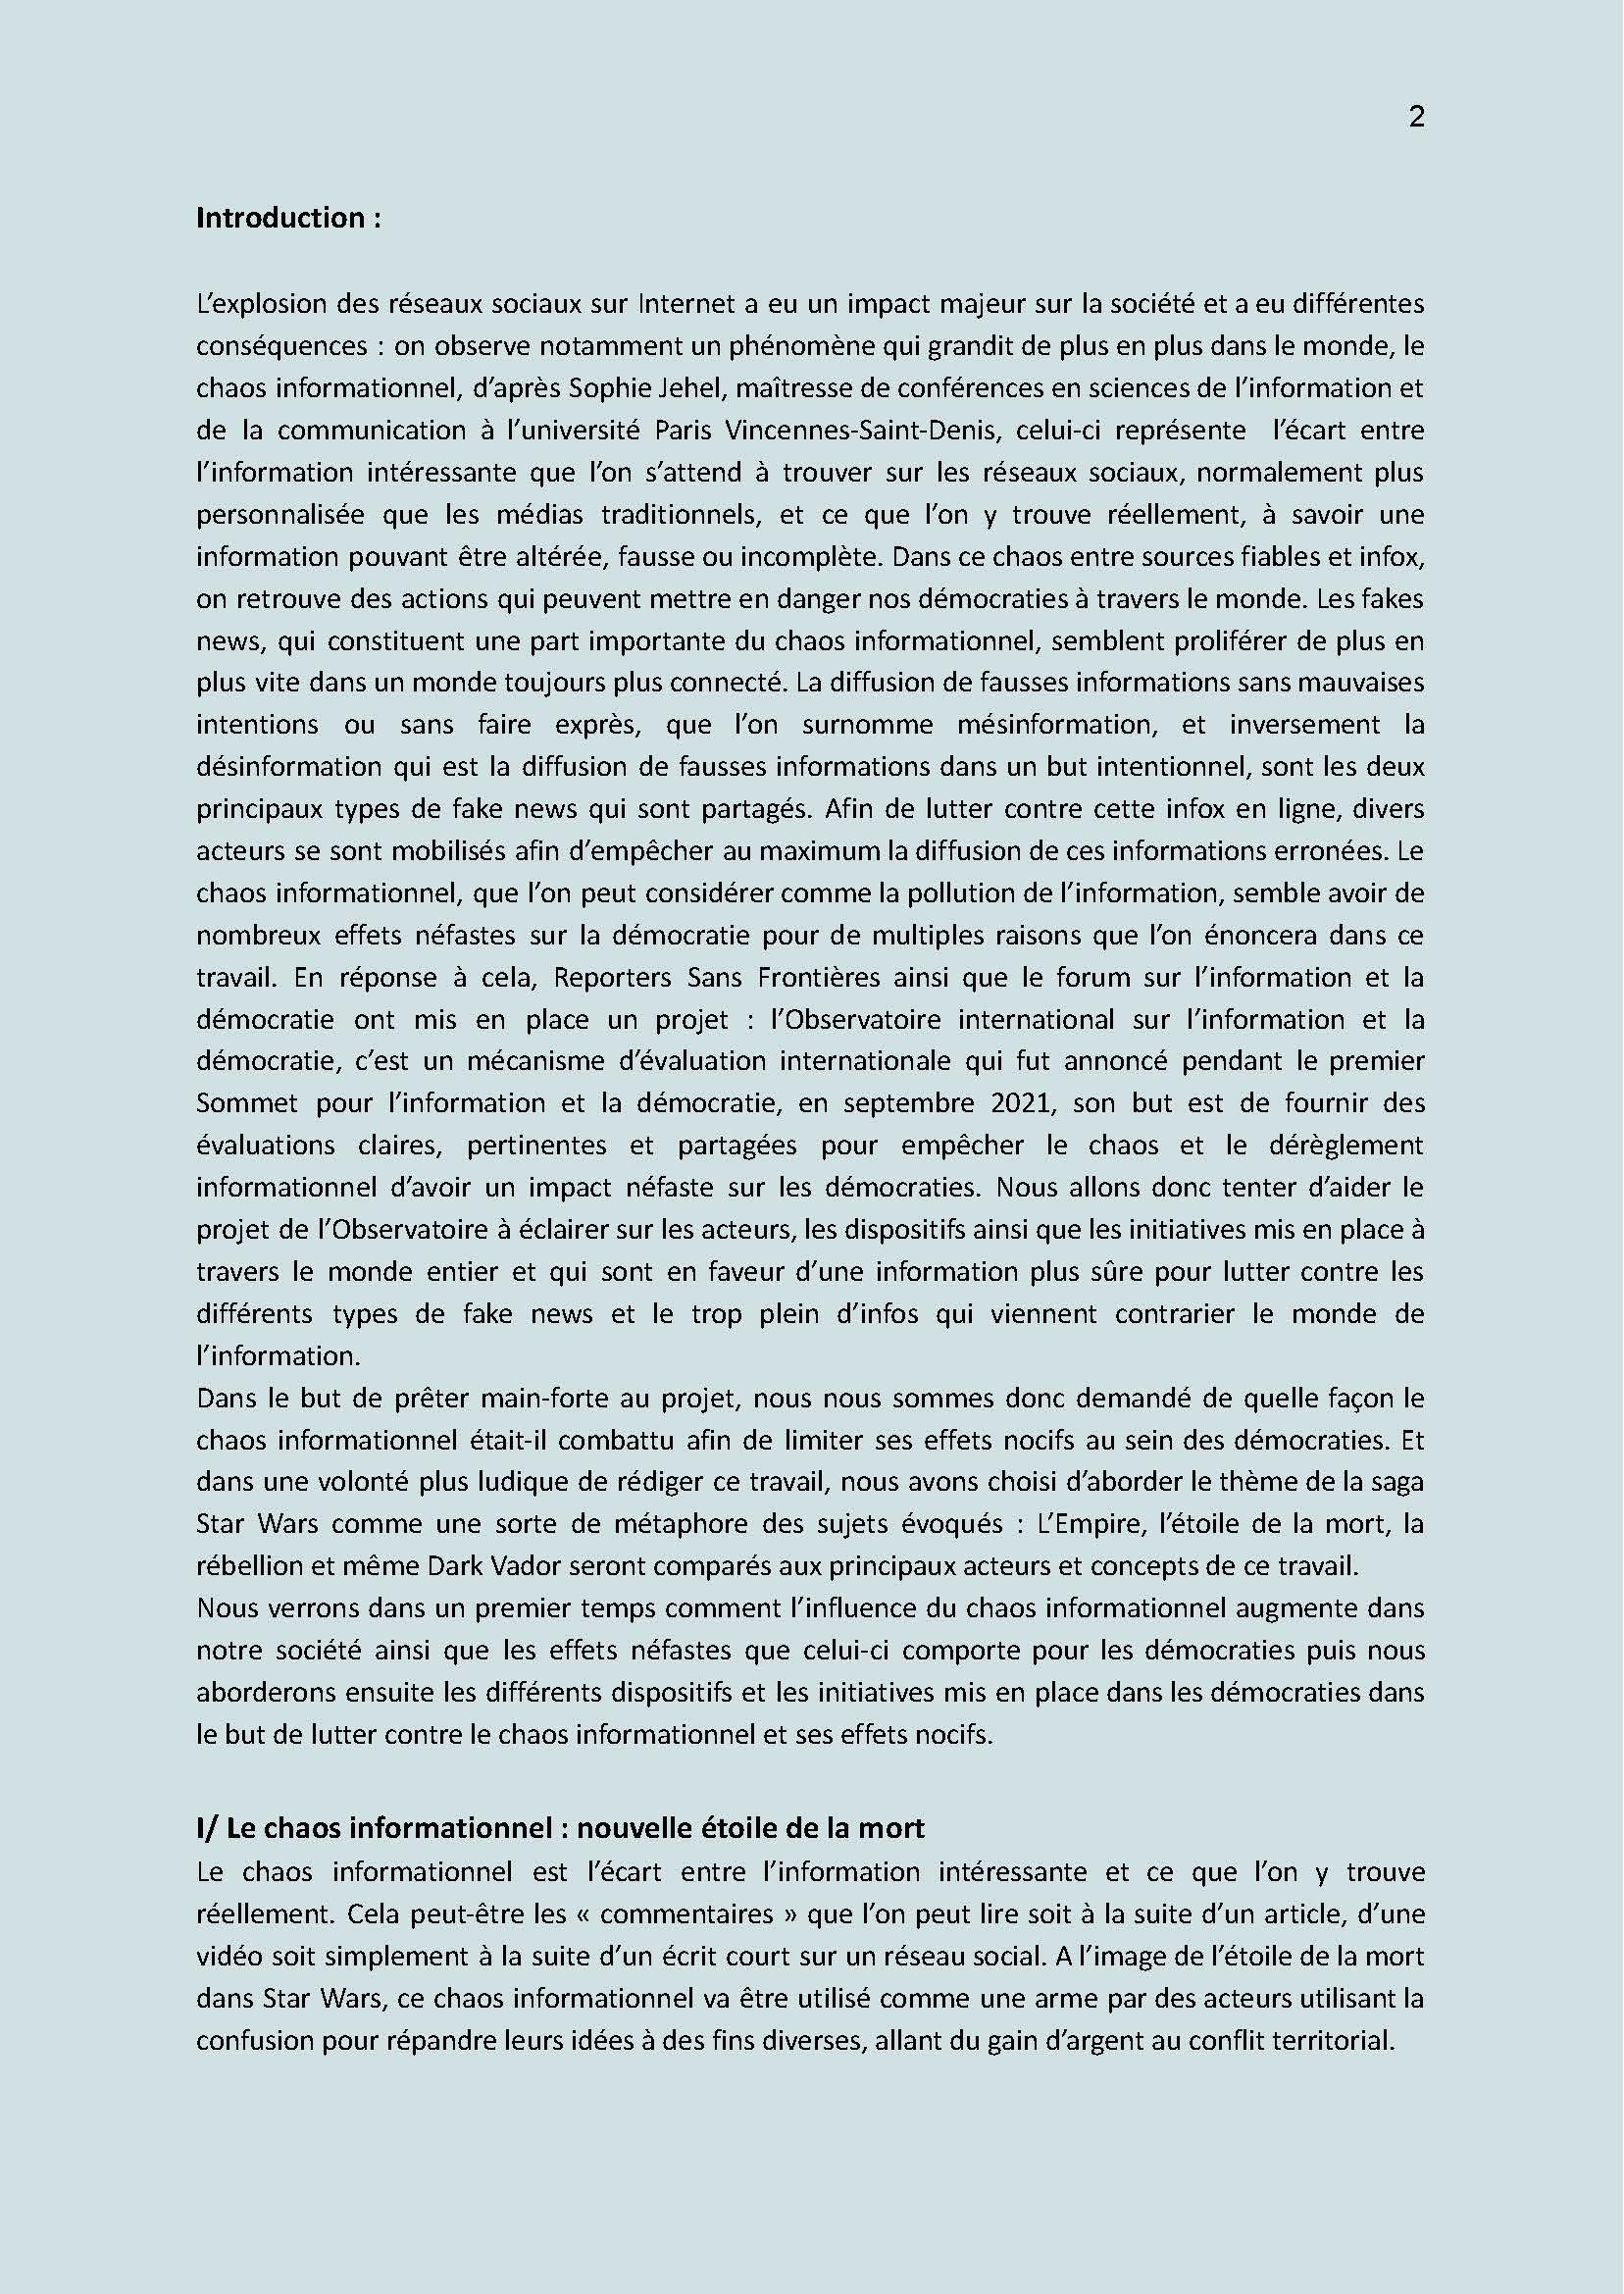 2
Introduction :
L’explosion des réseaux sociaux sur Internet a eu un impact majeur sur la société et a eu différentes
conséquences : on observe notamment un phénomène qui grandit de plus en plus dans le monde, le
chaos informationnel, d’après Sophie Jehel, maîtresse de conférences en sciences de l’information et
de la communication à l’université Paris Vincennes-Saint-Denis, celui-ci représente l’écart entre
l’information intéressante que l’on s’attend à trouver sur les réseaux sociaux, normalement plus
personnalisée que les médias traditionnels, et ce que l’on y trouve réellement, à savoir une
information pouvant être altérée, fausse ou incomplète. Dans ce chaos entre sources fiables et infox,
on retrouve des actions qui peuvent mettre en danger nos démocraties à travers le monde. Les fakes
news, qui constituent une part importante du chaos informationnel, semblent proliférer de plus en
plus vite dans un monde toujours plus connecté. La diffusion de fausses informations sans mauvaises
intentions ou sans faire exprès, que l’on surnomme mésinformation, et inversement la
désinformation qui est la diffusion de fausses informations dans un but intentionnel, sont les deux
principaux types de fake news qui sont partagés. Afin de lutter contre cette infox en ligne, divers
acteurs se sont mobilisés afin d’empêcher au maximum la diffusion de ces informations erronées. Le
chaos informationnel, que l’on peut considérer comme la pollution de l’information, semble avoir de
nombreux effets néfastes sur la démocratie pour de multiples raisons que l’on énoncera dans ce
travail. En réponse à cela, Reporters Sans Frontières ainsi que le forum sur l’information et la
démocratie ont mis en place un projet : l’Observatoire international sur l’information et la
démocratie, c’est un mécanisme d’évaluation internationale qui fut annoncé pendant le premier
Sommet pour l’information et la démocratie, en septembre 2021, son but est de fournir des
évaluations claires, pertinentes et partagées pour empêcher le chaos et le dérèglement
informationnel d’avoir un impact néfaste sur les démocraties. Nous allons donc tenter d’aider le
projet de l’Observatoire à éclairer sur les acteurs, les dispositifs ainsi que les initiatives mis en place à
travers le monde entier et qui sont en faveur d’une information plus sûre pour lutter contre les
différents types de fake news et le trop plein d’infos qui viennent contrarier le monde de
l’information.
Dans le but de prêter main-forte au projet, nous nous sommes donc demandé de quelle façon le
chaos informationnel était-il combattu afin de limiter ses effets nocifs au sein des démocraties. Et
dans une volonté plus ludique de rédiger ce travail, nous avons choisi d’aborder le thème de la saga
Star Wars comme une sorte de métaphore des sujets évoqués : L’Empire, l’étoile de la mort, la
rébellion et même Dark Vador seront comparés aux principaux acteurs et concepts de ce travail.
Nous verrons dans un premier temps comment l’influence du chaos informationnel augmente dans
notre société ainsi que les effets néfastes que celui-ci comporte pour les démocraties puis nous
aborderons ensuite les différents dispositifs et les initiatives mis en place dans les démocraties dans
le but de lutter contre le chaos informationnel et ses effets nocifs.
I/ Le chaos informationnel : nouvelle étoile de la mort
Le chaos informationnel est l’écart entre l’information intéressante et ce que l’on y trouve
réellement. Cela peut-être les « commentaires » que l’on peut lire soit à la suite d’un article, d’une
vidéo soit simplement à la suite d’un écrit court sur un réseau social. A l’image de l’étoile de la mort
dans Star Wars, ce chaos informationnel va être utilisé comme une arme par des acteurs utilisant la
confusion pour répandre leurs idées à des fins diverses, allant du gain d’argent au conflit territorial.